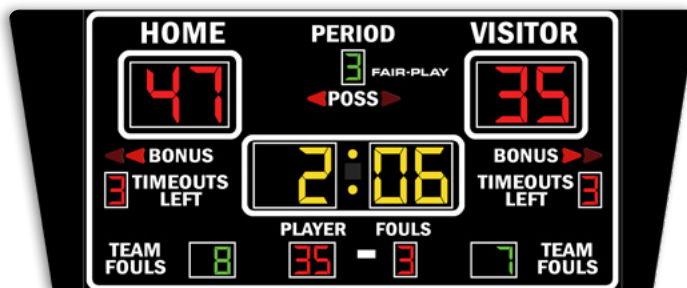 HOME PERIOD VISITOR
47 3 FAIR-PLAY 35
POSS
BONUS 2:06 BONUS
3 TIMEOUTS LEFT TIMEOUTS LEFT 3
PLAYER FOULS
TEAM FOULS 8 35 - 3 7 TEAM FOULS